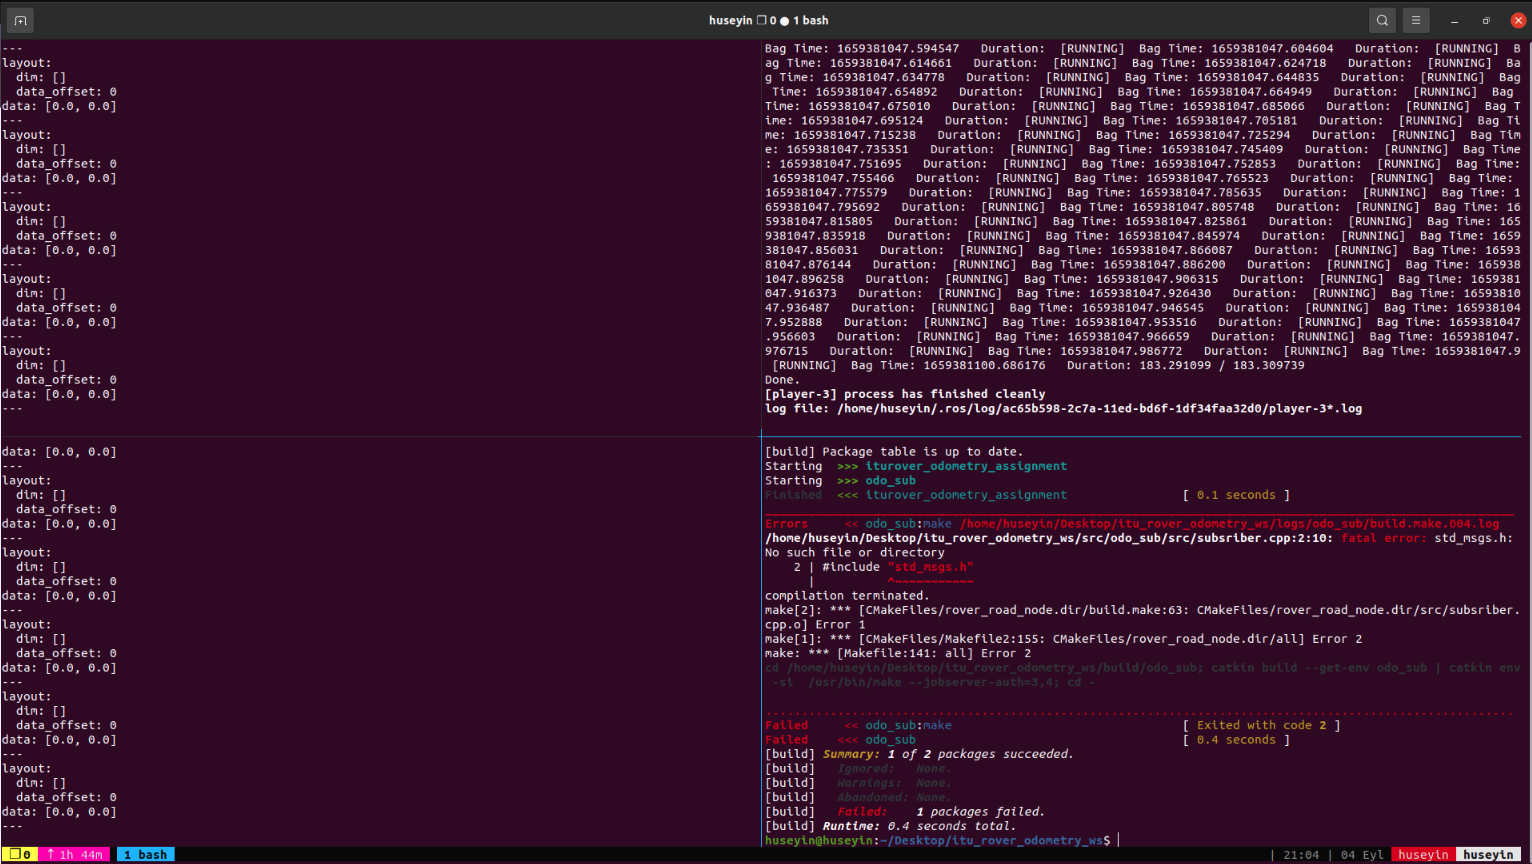 huseyin ❐ 0 ● 1 bash
---
layout:
  dim: []
  data_offset: 0
data: [0.0, 0.0]
---
layout:
  dim: []
  data_offset: 0
data: [0.0, 0.0]
---
layout:
  dim: []
  data_offset: 0
data: [0.0, 0.0]
---
layout:
  dim: []
  data_offset: 0
data: [0.0, 0.0]
---
layout:
  dim: []
  data_offset: 0
data: [0.0, 0.0]
---
Bag Time: 1659381047.594547   Duration:  [RUNNING]  Bag Time: 1659381047.604604   Duration:  [RUNNING]  B
ag Time: 1659381047.614661   Duration:  [RUNNING]  Bag Time: 1659381047.624718   Duration:  [RUNNING]  Ba
g Time: 1659381047.634778   Duration:  [RUNNING]  Bag Time: 1659381047.644835   Duration:  [RUNNING]  Bag
 Time: 1659381047.654892   Duration:  [RUNNING]  Bag Time: 1659381047.664949   Duration:  [RUNNING]  Bag 
Time: 1659381047.675010   Duration:  [RUNNING]  Bag Time: 1659381047.685066   Duration:  [RUNNING]  Bag T
ime: 1659381047.695124   Duration:  [RUNNING]  Bag Time: 1659381047.705181   Duration:  [RUNNING]  Bag Ti
me: 1659381047.715238   Duration:  [RUNNING]  Bag Time: 1659381047.725294   Duration:  [RUNNING]  Bag Tim
e: 1659381047.735351   Duration:  [RUNNING]  Bag Time: 1659381047.745409   Duration:  [RUNNING]  Bag Time
: 1659381047.751695   Duration:  [RUNNING]  Bag Time: 1659381047.752853   Duration:  [RUNNING]  Bag Time:
 1659381047.755466   Duration:  [RUNNING]  Bag Time: 1659381047.765523   Duration:  [RUNNING]  Bag Time: 
1659381047.775579   Duration:  [RUNNING]  Bag Time: 1659381047.785635   Duration:  [RUNNING]  Bag Time: 1
659381047.795692   Duration:  [RUNNING]  Bag Time: 1659381047.805748   Duration:  [RUNNING]  Bag Time: 16
59381047.815805   Duration:  [RUNNING]  Bag Time: 1659381047.825861   Duration:  [RUNNING]  Bag Time: 165
9381047.835918   Duration:  [RUNNING]  Bag Time: 1659381047.845974   Duration:  [RUNNING]  Bag Time: 1659
381047.856031   Duration:  [RUNNING]  Bag Time: 1659381047.866087   Duration:  [RUNNING]  Bag Time: 16593
81047.876144   Duration:  [RUNNING]  Bag Time: 1659381047.886200   Duration:  [RUNNING]  Bag Time: 165938
1047.896258   Duration:  [RUNNING]  Bag Time: 1659381047.906315   Duration:  [RUNNING]  Bag Time: 1659381
047.916373   Duration:  [RUNNING]  Bag Time: 1659381047.926430   Duration:  [RUNNING]  Bag Time: 16593810
47.936487   Duration:  [RUNNING]  Bag Time: 1659381047.946545   Duration:  [RUNNING]  Bag Time: 165938104
7.952888   Duration:  [RUNNING]  Bag Time: 1659381047.953516   Duration:  [RUNNING]  Bag Time: 1659381047
.956603   Duration:  [RUNNING]  Bag Time: 1659381047.966659   Duration:  [RUNNING]  Bag Time: 1659381047.
976715   Duration:  [RUNNING]  Bag Time: 1659381047.986772   Duration:  [RUNNING]  Bag Time: 1659381047.9
 [RUNNING]  Bag Time: 1659381100.686176   Duration: 183.291099 / 183.309739
Done.
[player-3] process has finished cleanly
log file: /home/huseyin/.ros/log/ac65b598-2c7a-11ed-bd6f-1df34faa32d0/player-3*.log
data: [0.0, 0.0]
---
layout:
  dim: []
  data_offset: 0
data: [0.0, 0.0]
---
layout:
  dim: []
  data_offset: 0
data: [0.0, 0.0]
---
layout:
  dim: []
  data_offset: 0
data: [0.0, 0.0]
---
layout:
  dim: []
  data_offset: 0
data: [0.0, 0.0]
---
layout:
  dim: []
  data_offset: 0
data: [0.0, 0.0]
---
[build] Package table is up to date.
Starting  >>> iturover_odometry_assignment
Starting  >>> odo_sub
Finished  <<< iturover_odometry_assignment                [ 0.1 seconds ]
Errors     << odo_sub:make /home/huseyin/Desktop/itu_rover_odometry_ws/logs/odo_sub/build.make.004.log
/home/huseyin/Desktop/itu_rover_odometry_ws/src/odo_sub/src/subsriber.cpp:2:10: fatal error: std_msgs.h:
No such file or directory
    2 | #include "std_msgs.h"
      |          ^~~~~~~~~~~~
compilation terminated.
make[2]: *** [CMakeFiles/rover_road_node.dir/build.make:63: CMakeFiles/rover_road_node.dir/src/subsriber.
cpp.o] Error 1
make[1]: *** [CMakeFiles/Makefile2:155: CMakeFiles/rover_road_node.dir/all] Error 2
make: *** [Makefile:141: all] Error 2
cd /home/huseyin/Desktop/itu_rover_odometry_ws/build/odo_sub; catkin build --get-env odo_sub | catkin env
 -si  /usr/bin/make --jobserver-auth=3,4; cd -
Failed     << odo_sub:make                                [ Exited with code 2 ]
Failed    <<< odo_sub                                     [ 0.4 seconds ]
[build] Summary: 1 of 2 packages succeeded.
[build]   Ignored:   None.
[build]   Warnings:  None.
[build]   Abandoned: None.
[build]   Failed:    1 packages failed.
[build] Runtime: 0.4 seconds total.
huseyin@huseyin:~/Desktop/itu_rover_odometry_ws$
❐ 0  ↑ 1h 44m  1 bash  | 21:04 | 04 Eyl  huseyin  huseyin